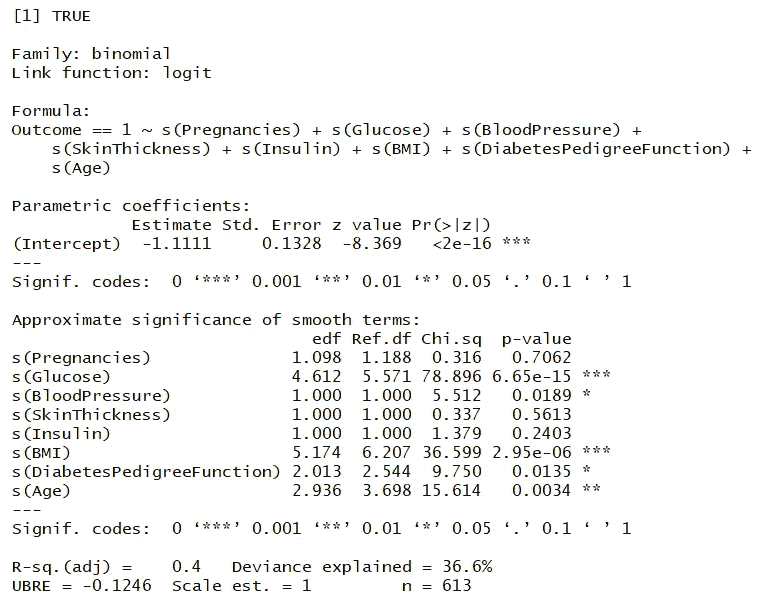 [1] TRUE
Family: binomial
Link function: logit
Formula:
Outcome == 1 ~ s(Pregnancies) + s(Glucose) + s(BloodPressure) +
s(SkinThickness) + s(Insulin) + s(BMI) + s(DiabetesPedigreeFunction) +
s(Age)
Parametric coefficients:
Estimate Std. Error z value Pr(>|z|)
(Intercept) -1.1111 0.1328 -8.369 <2e-16 ***
---
Signif. codes: 0 ‘***’ 0.001 ‘**’ 0.01 ‘*’ 0.05 ‘.’ 0.1 ‘ ’ 1
Approximate significance of smooth terms:
edf Ref.df Chi.sq p-value
s(Pregnancies) 1.098 1.188 0.316 0.7062
s(Glucose) 4.612 5.571 78.896 6.65e-15 ***
s(BloodPressure) 1.000 1.000 5.512 0.0189 *
s(SkinThickness) 1.000 1.000 0.337 0.5613
s(Insulin) 1.000 1.000 1.379 0.2403
s(BMI) 5.174 6.207 36.599 2.95e-06 ***
s(DiabetesPedigreeFunction) 2.013 2.544 9.750 0.0135 *
s(Age) 2.936 3.698 15.614 0.0034 **
---
Signif. codes: 0 ‘***’ 0.001 ‘**’ 0.01 ‘*’ 0.05 ‘.’ 0.1 ‘ ’ 1
R-sq.(adj) = 0.4 Deviance explained = 36.6%
UBRE = -0.1246 Scale est. = 1 n = 613